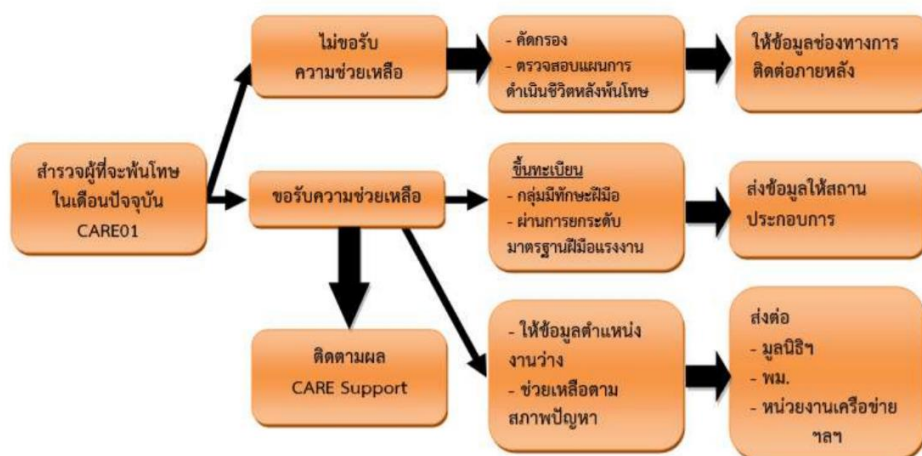 ไม่ขอรับ
ความช่วยเหลือ
- คัดกรอง
- ตรวจสอบแผนการ
ดำเนินชีวิตหลังพ้นโทษ
ให้ข้อมูลช่องทางการ
ติดต่อภายหลัง
สำรวจผู้ที่จะพ้นโทษ
ในเดือนปัจจุบัน
CARE01
ขอรับความช่วยเหลือ
ขึ้นทะเบียน
- กลุ่มมีทักษะฝีมือ
- ผ่านการยกระดับ
มาตรฐานฝีมือแรงงาน
ส่งข้อมูลให้สถาน
ประกอบการ
ติดตามผล
CARE Support
- ให้ข้อมูลตำแหน่ง
งานว่าง
- ช่วยเหลือตาม
สภาพปัญหา
ส่งต่อ
- มูลนิธิฯ
- พม.
- หน่วยงานเครือข่าย
ฯลฯ